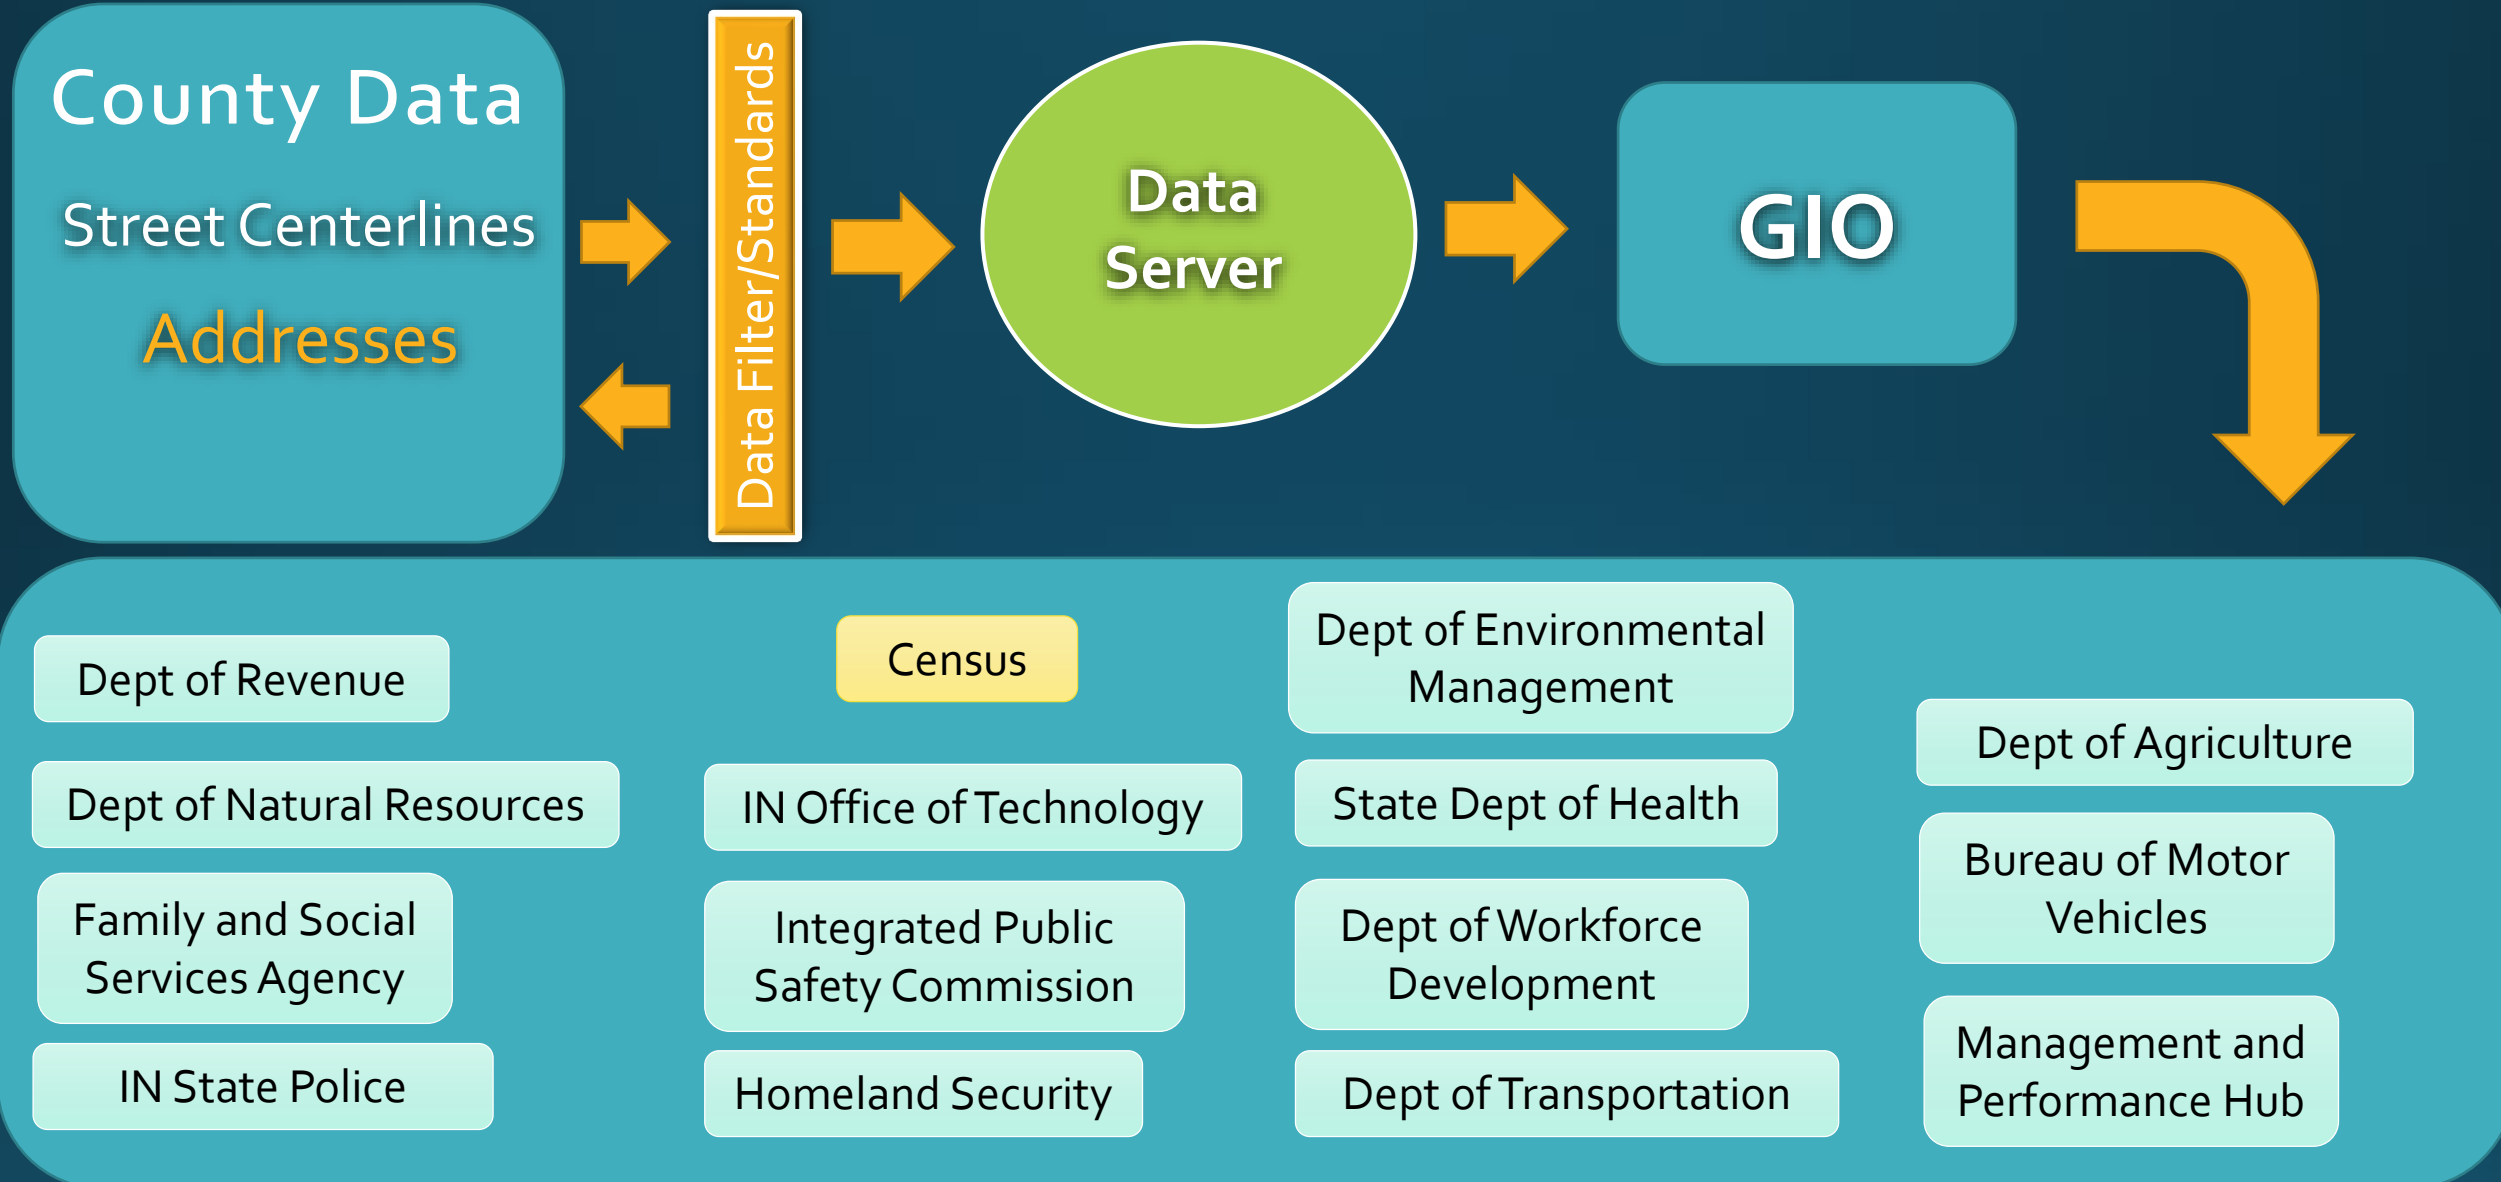 County Data
Street Centerlines
Addresses
Data Filter/Standards
Data
Server
GIO
Dept of Revenue
Dept of Natural Resources
Family and Social
Services Agency
IN State Police
Census
IN Office of Technology
Integrated Public
Safety Commission
Homeland Security
Dept of Environmental
Management
State Dept of Health
Dept of Workforce
Development
Dept of Transportation
Dept of Agriculture
Bureau of Motor
Vehicles
Management and
Performance Hub